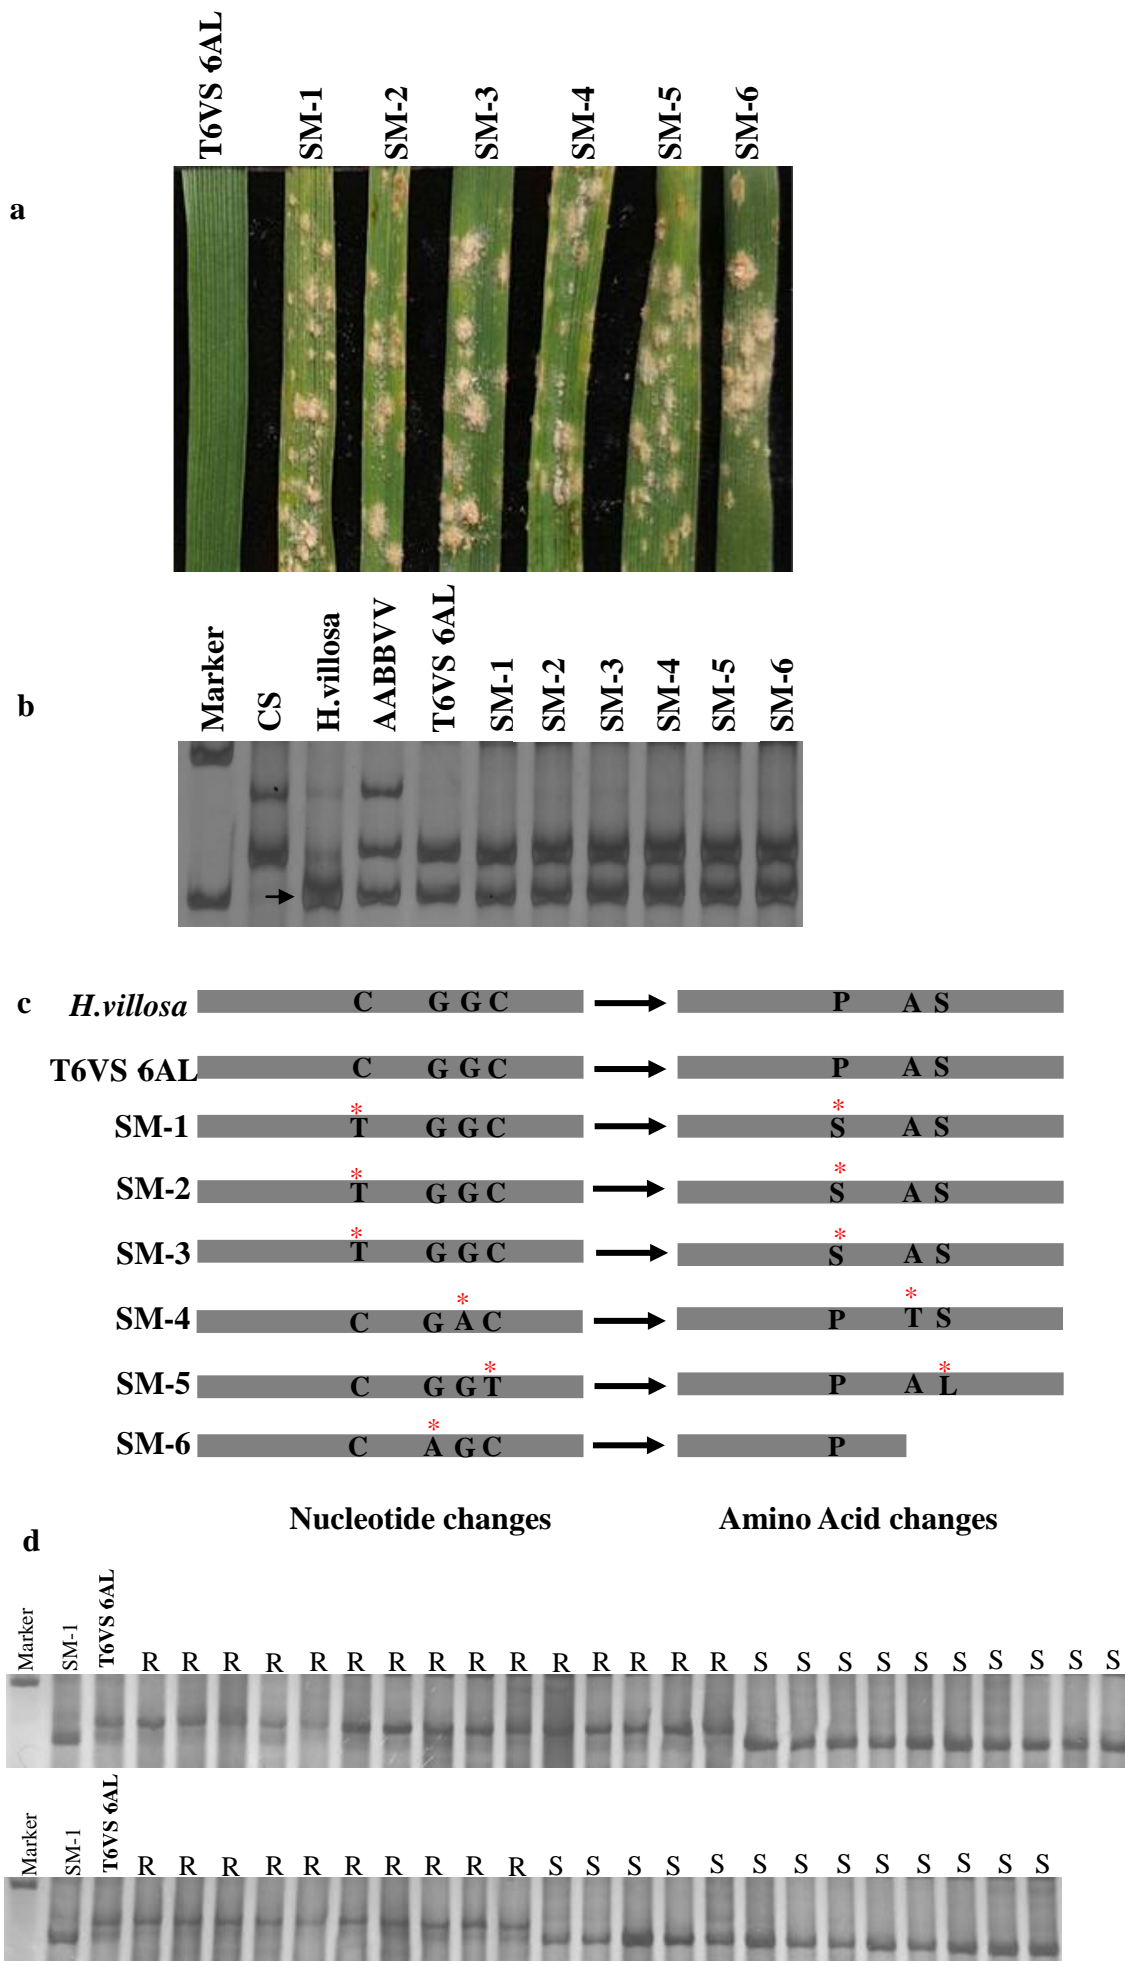 a
T6VS·6AL SM-1 SM-2 SM-3 SM-4 SM-5 SM-6
b
Marker CS H.villosa AABBVV T6VS·6AL SM-1 SM-2 SM-3 SM-4 SM-5 SM-6
c
H.villosa C G G C P A S
T6VS·6AL C G G C P A S
* *
SM-1 T G G C S A S
* *
SM-2 T G G C S A S
* *
SM-3 T G G C S A S
* *
SM-4 C G A C P T S
* *
SM-5 C G G T P A L
*
SM-6 C A G C P
Nucleotide changes Amino Acid changes
d
Marker SM-1 T6VS·6AL R R R R R R R R R R R R R R R S S S S S S S S S S
Marker SM-1 T6VS·6AL R R R R R R R R R R S S S S S S S S S S S S S